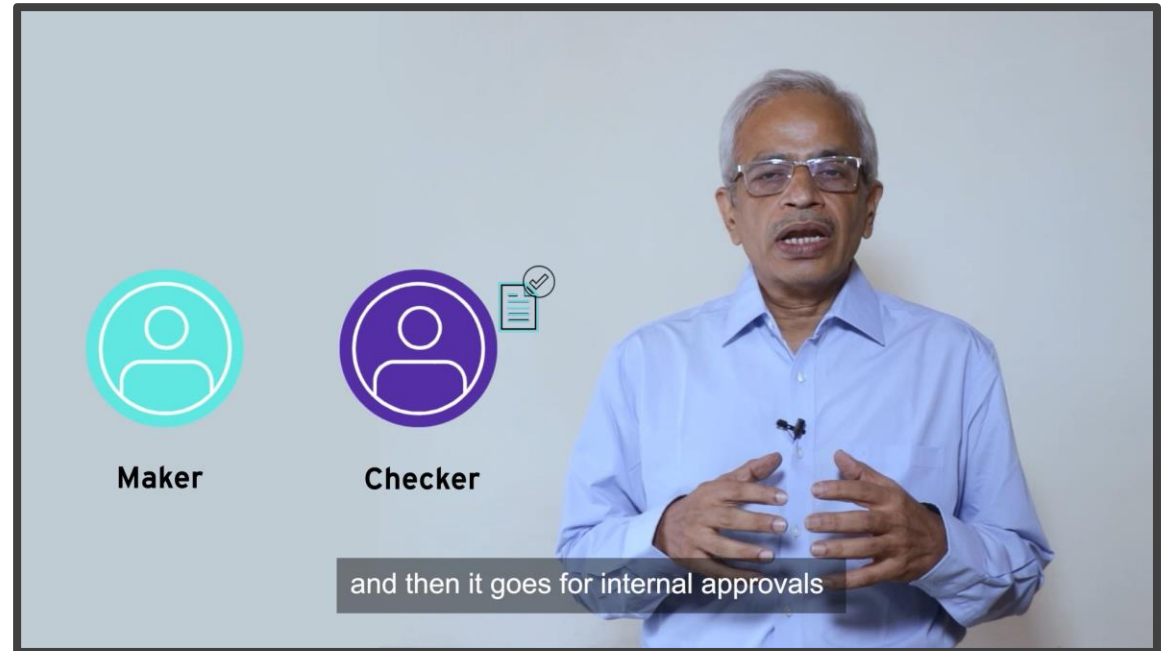 Maker
Checker
and then it goes for internal approvals